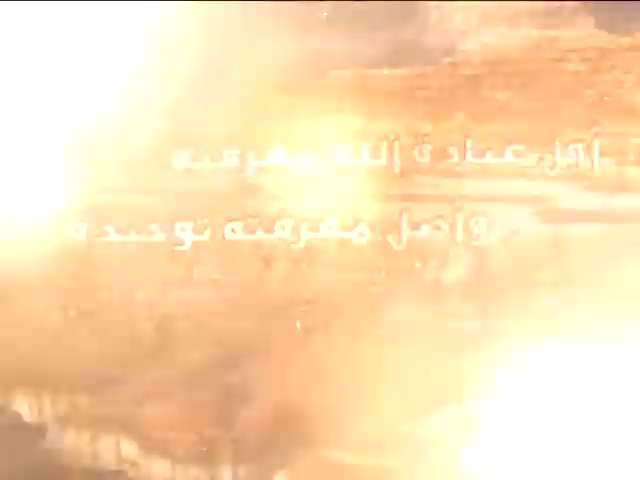 أول عبادة الله معرفته
وأصل معرفته توحيده